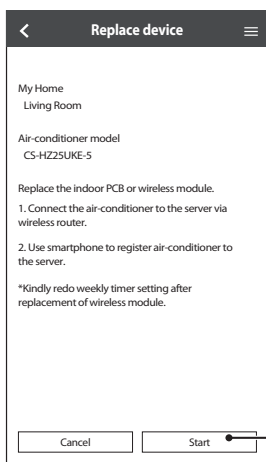 Replace device
My Home
Living Room
Air-conditioner model
CS-HZ25UKE-5
Replace the indoor PCB or wireless module.
1. Connect the air-conditioner to the server via
wireless router.
2. Use smartphone to register air-conditioner to
the server.
*Kindly redo weekly timer setting after
replacement of wireless module.
Cancel
Start